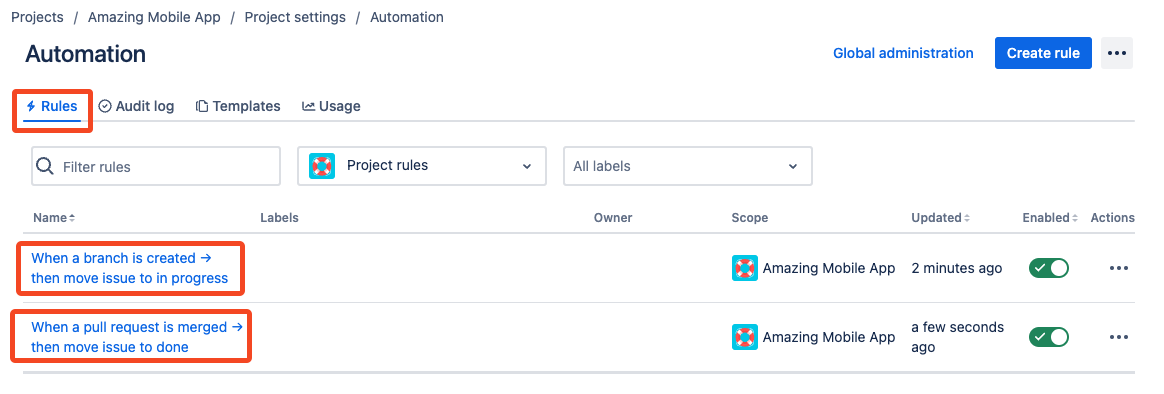 Projects / Amazing Mobile App / Project settings / Automation
Automation
Global administration
Create rule
Rules
Audit log
Templates
Usage
Filter rules
Project rules
All labels
Name
Labels
Owner
Scope
Updated
Enabled
Actions
When a branch is created →
then move issue to in progress
Amazing Mobile App
2 minutes ago
When a pull request is merged →
then move issue to done
Amazing Mobile App
a few seconds
ago